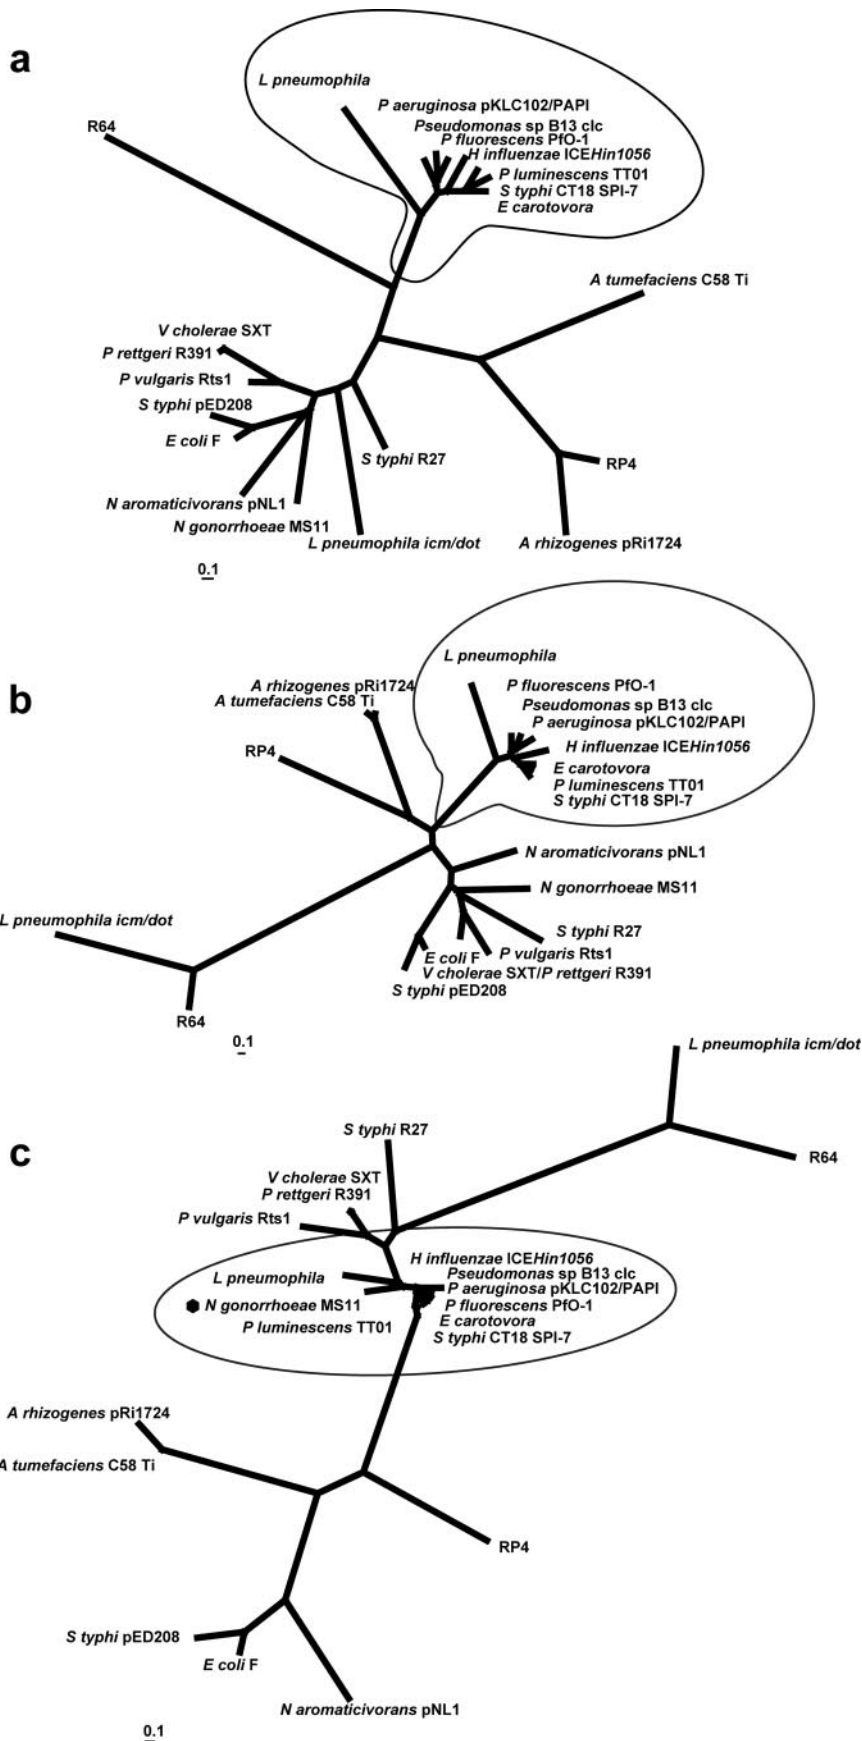 a
L pneumophila
P aeruginosa pKLC102/PAPI
R64
Pseudomonas sp B13 clc
P fluorescens PfO-1
H influenzae ICEHin1056
P luminescens TT01
S typhi CT18 SPI-7
E carotovora
A tumefaciens C58 Ti
V cholerae SXT
P rettgeri R391
P vulgaris Rts1
S typhi pED208
E coli F
S typhi R27
RP4
N aromaticivorans pNL1
N gonorrhoeae MS11
L pneumophila icm/dot
A rhizogenes pRi1724
0.1
b
L pneumophila
A rhizogenes pRi1724
P fluorescens PfO-1
A tumefaciens C58 Ti
Pseudomonas sp B13 clc
P aeruginosa pKLC102/PAPI
RP4
H influenzae ICEHin1056
E carotovora
P luminescens TT01
S typhi CT18 SPI-7
N aromaticivorans pNL1
N gonorrhoeae MS11
L pneumophila icm/dot
S typhi R27
E coli F
P vulgaris Rts1
V cholerae SXT/P rettgeri R391
S typhi pED208
R64
0.1
c
L pneumophila icm/dot
S typhi R27
R64
V cholerae SXT
P rettgeri R391
P vulgaris Rts1
H influenzae ICEHin1056
L pneumophila
Pseudomonas sp B13 clc
P aeruginosa pKLC102/PAPI
N gonorrhoeae MS11
P fluorescens PfO-1
P luminescens TT01
E carotovora
S typhi CT18 SPI-7
A rhizogenes pRi1724
A tumefaciens C58 Ti
RP4
S typhi pED208
E coli F
N aromaticivorans pNL1
0.1